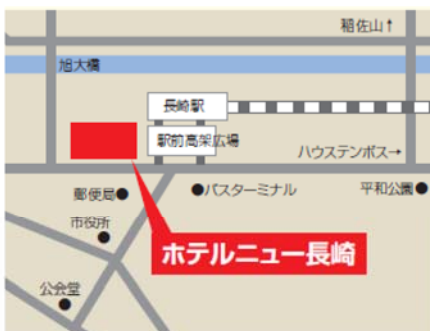 稲佐山↑
旭大橋
長崎駅
駅前高架広場
ハウステンボス→
郵便局●
●バスターミナル
平和公園●
市役所
ホテルニュー長崎
公会堂